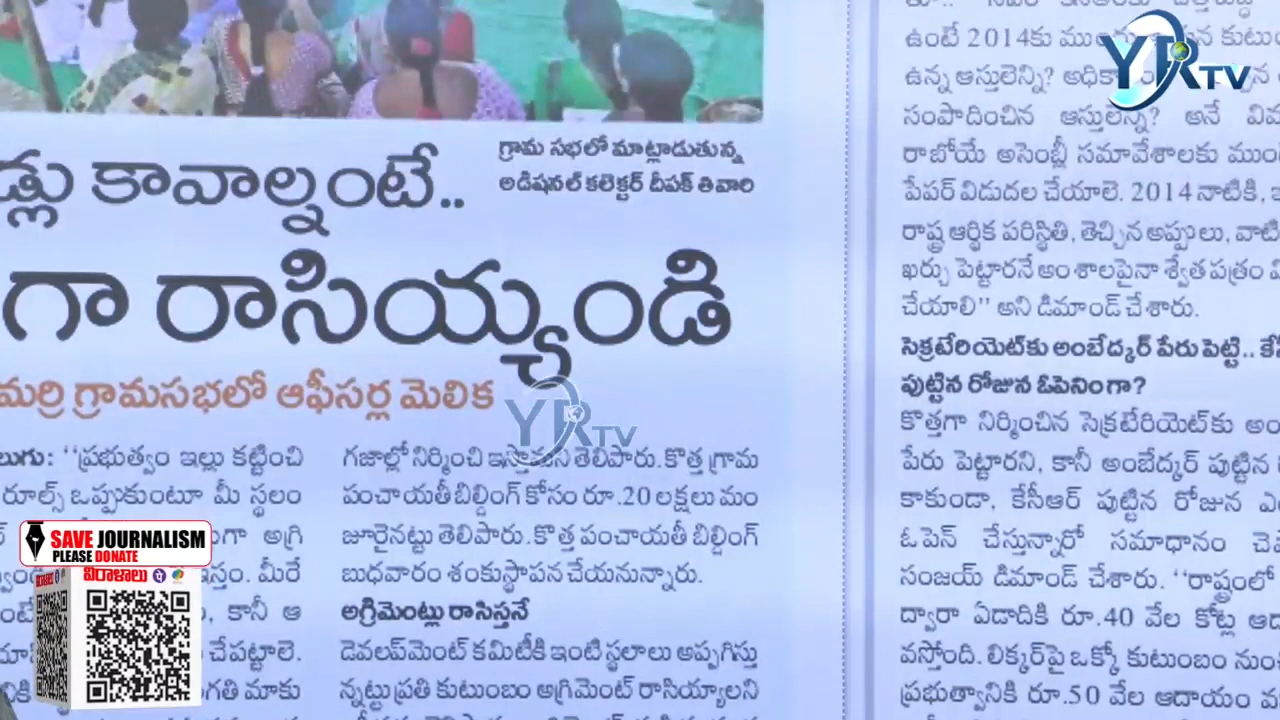 గ్రామ సభలో మాట్లాడుతున్న
అడిషనల్ కలెక్టర్ దీపక్ తివారి
డ్లు కావాల్నంటే..
గా రాసియ్యండి
మర్రి గ్రామసభలో ఆఫీసర్ల మెలిక
లుగు: ‘‘ప్రభుత్వం ఇల్లు కట్టించి
రూల్స్ ఒప్పుకుంటూ మీ స్థలం
గా అగ్రి
ఇస్తం. మీరే
కానీ ఆ
చేపట్టాలె.
గతి మాకు
గజాల్లో నిర్మించి ఇస్తామని తెలిపారు. కొత్త గ్రామ
పంచాయతీ బిల్డింగ్ కోసం రూ.20 లక్షలు మం
జూరైనట్టు తెలిపారు. కొత్త పంచాయతీ బిల్డింగ్
బుధవారం శంకుస్థాపన చేయనున్నారు.
అగ్రిమెంట్లు రాసిస్తనే
డెవలప్‌మెంట్ కమిటీకి ఇంటి స్థలాలు అప్పగిస్తు
న్నట్టు ప్రతి కుటుంబం అగ్రిమెంట్ రాసియ్యాలని
ఉంటే 2014కు
ఉన్న ఆస్తులెన్ని?
సంపాదించిన ఆస్తులెన్ని? అనే
రాబోయే అసెంబ్లీ సమావేశాలకు
పేపర్ విడుదల చేయాలె. 2014 నాటికి,
రాష్ట్ర ఆర్థిక పరిస్థితి, తెచ్చిన అప్పులు,
ఖర్చు పెట్టారనే అంశాలపైనా శ్వేత పత్రం
చేయాలి’’ అని డిమాండ్ చేశారు.
సెక్రటేరియెట్‌కు అంబేద్కర్ పేరు పెట్టి..
పుట్టిన రోజున ఓపెనింగా?
కొత్తగా నిర్మించిన సెక్రటేరియెట్‌కు
పేరు పెట్టారని, కానీ అంబేద్కర్ పుట్టిన
కాకుండా, కేసీఆర్ పుట్టిన రోజున
ఓపెన్ చేస్తున్నారో సమాధానం
సంజయ్ డిమాండ్ చేశారు. ‘‘రాష్ట్రంలో
ద్వారా ఏడాదికి రూ.40 వేల కోట్ల
వస్తోంది. లిక్కర్‌పై ఒక్కో కుటుంబం
ప్రభుత్వానికి రూ.50 వేల ఆదాయం
YRTV
YRTV
SAVE JOURNALISM
PLEASE DONATE
విరాళాలు